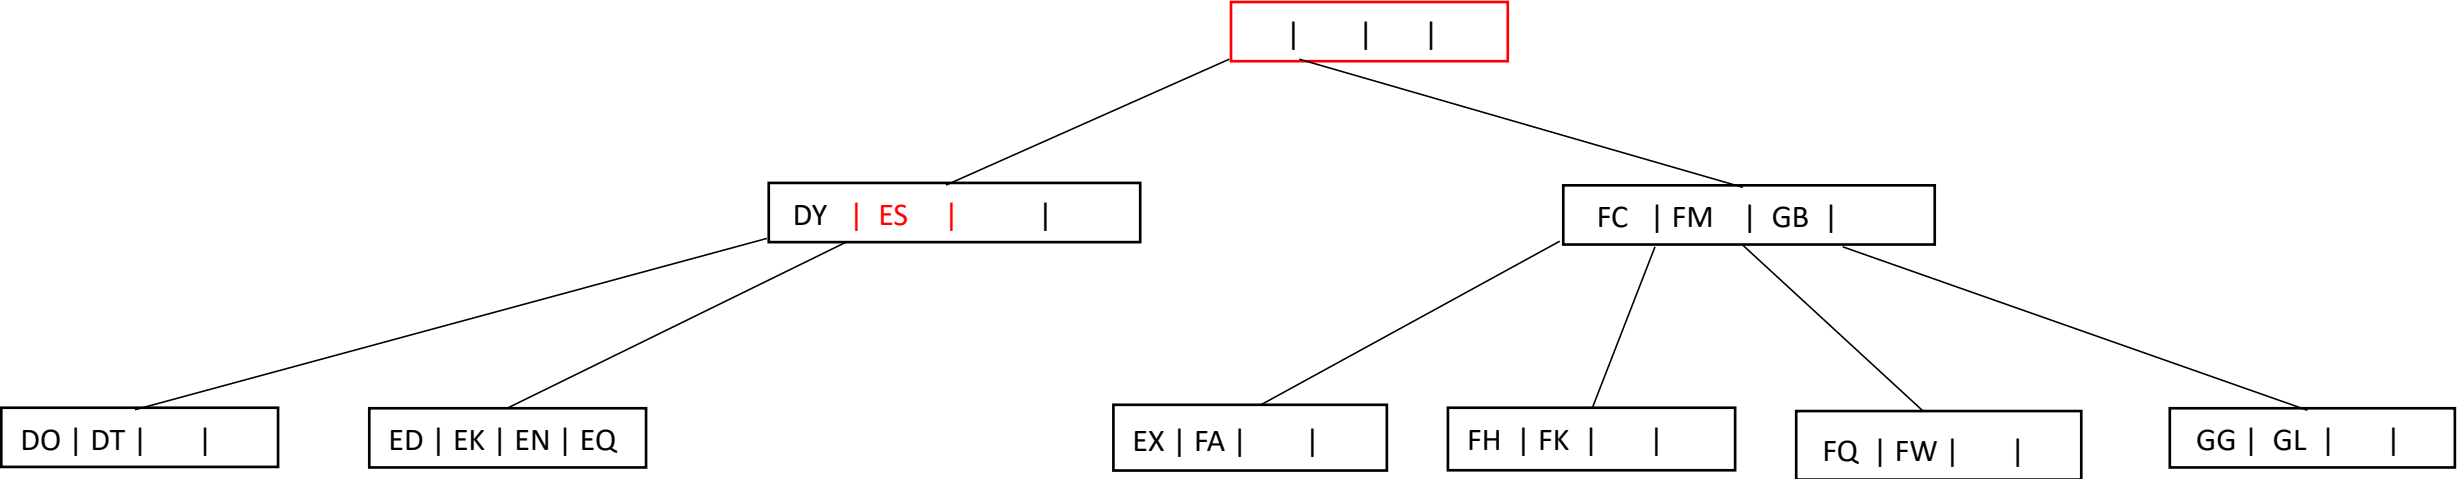 | | |
DY | ES | |
FC | FM | GB |
DO | DT | |
ED | EK | EN | EQ
EX | FA | |
FH | FK | |
FQ | FW | |
GG | GL | |